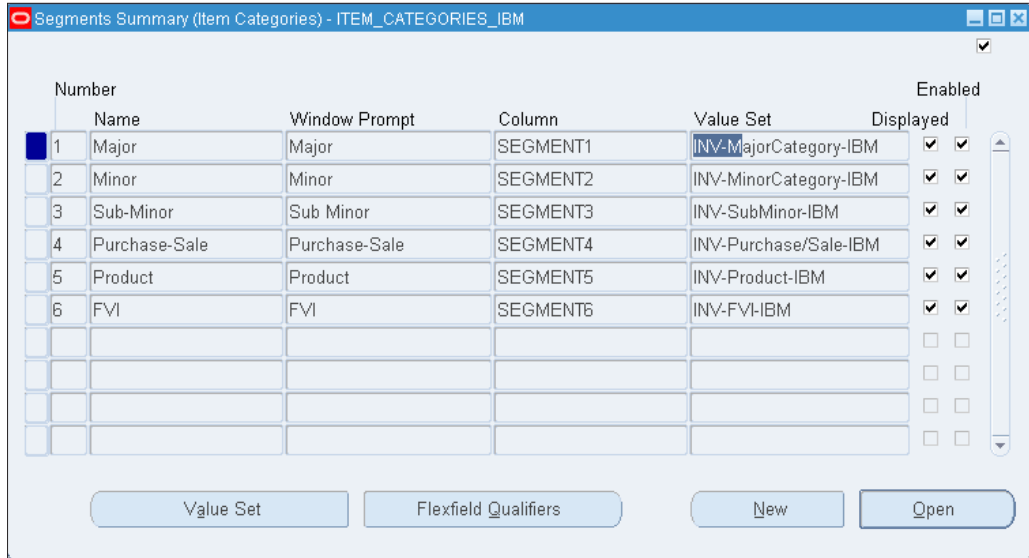 Segments Summary (Item Categories) - ITEM_CATEGORIES_IBM
Number Enabled
Name Window Prompt Column Value Set Displayed
1 Major Major SEGMENT1 INV-MajorCategory-IBM
2 Minor Minor SEGMENT2 INV-MinorCategory-IBM
3 Sub-Minor Sub Minor SEGMENT3 INV-SubMinor-IBM
4 Purchase-Sale Purchase-Sale SEGMENT4 INV-Purchase/Sale-IBM
5 Product Product SEGMENT5 INV-Product-IBM
6 FVI FVI SEGMENT6 INV-FVI-IBM
Value Set Flexfield Qualifiers New Open